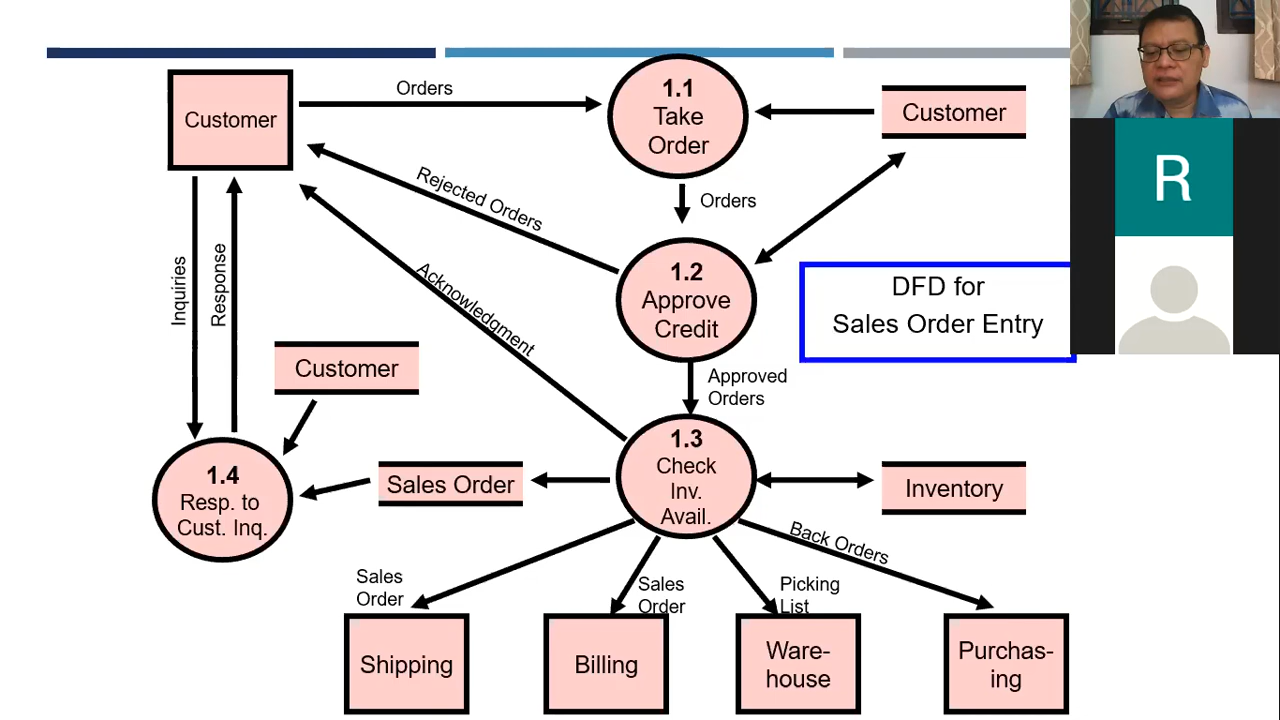 Orders
1.1
Take
Order
Customer
Customer
Rejected Orders
Orders
Inquiries
Response
Acknowledgment
1.2
Approve
Credit
DFD for
Sales Order Entry
R
Customer
Approved
Orders
1.3
Check
Inv.
Avail.
1.4
Resp. to
Cust. Inq.
Sales Order
Inventory
Back Orders
Sales
Order
Sales
Order
Picking
List
Shipping
Billing
Ware-
house
Purchas-
ing